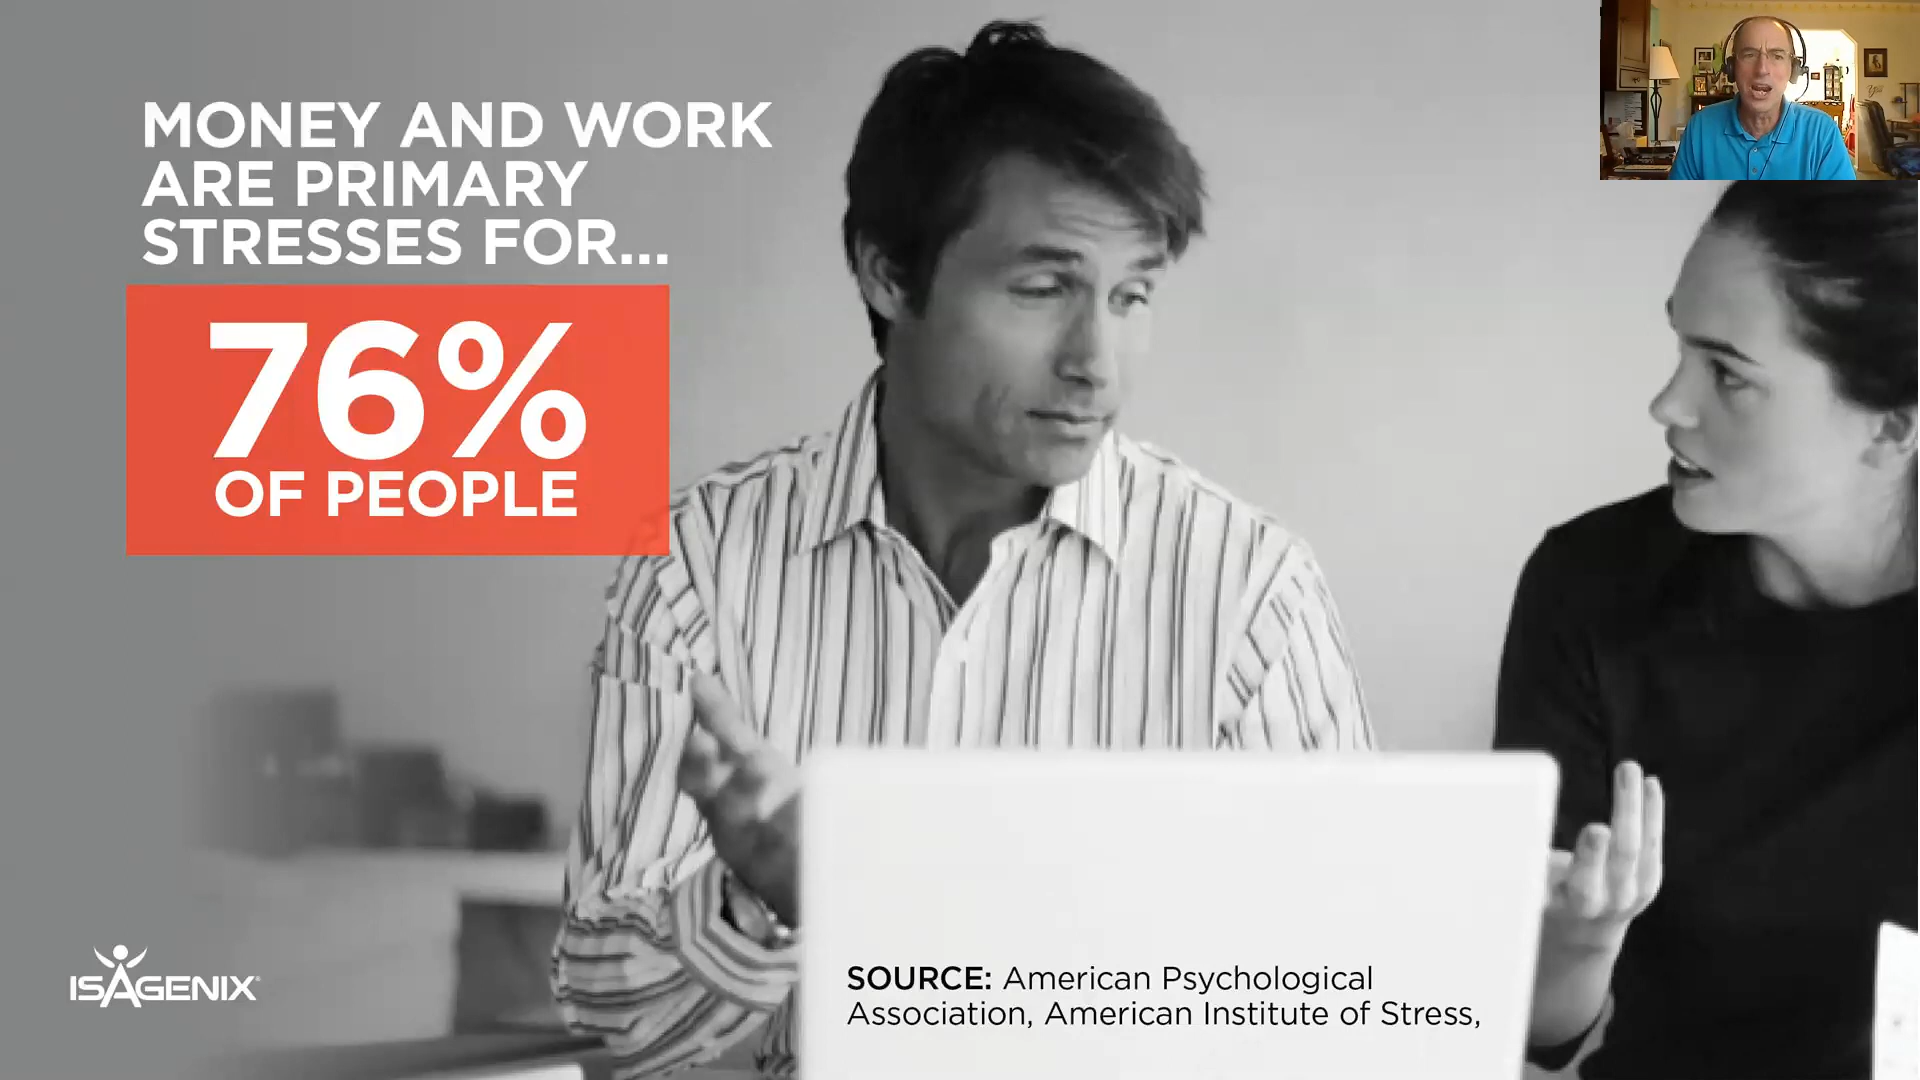 MONEY AND WORK
ARE PRIMARY
STRESSES FOR...
76%
OF PEOPLE
ISAGENIX
SOURCE: American Psychological
Association, American Institute of Stress,